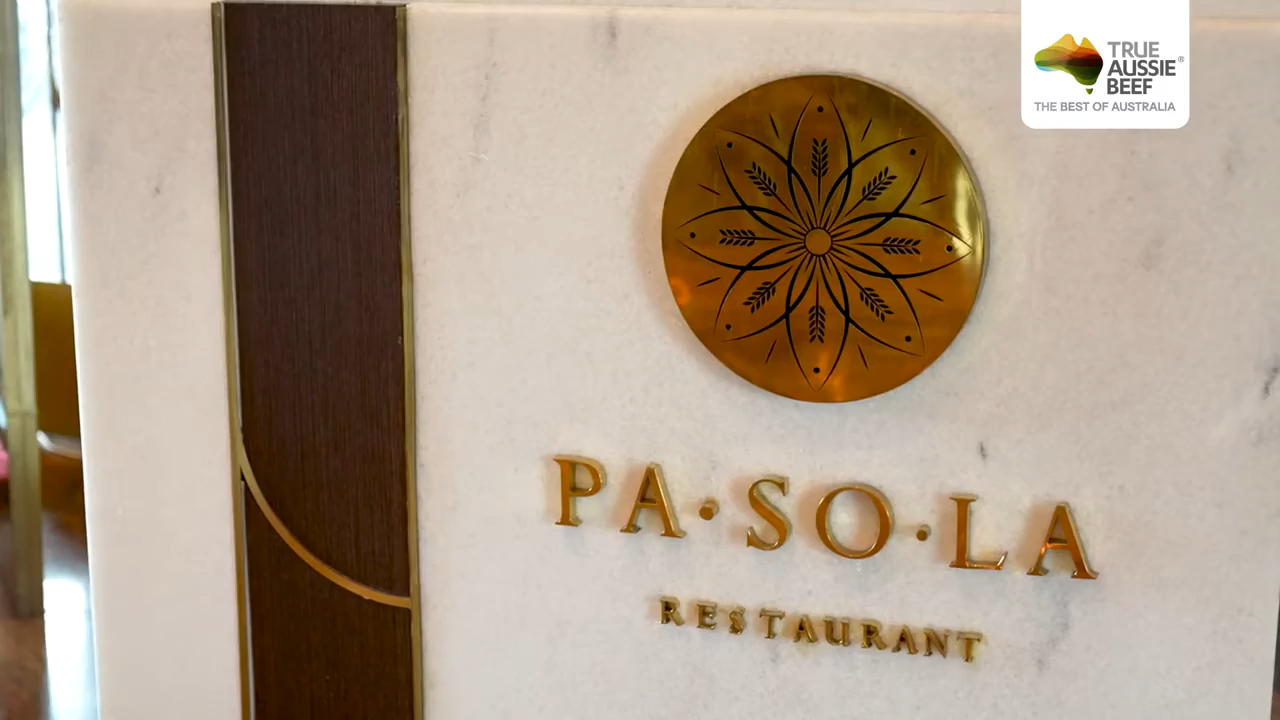 TRUE
AUSSIE®
BEEF
THE BEST OF AUSTRALIA
PA·SO·LA
RESTAURANT